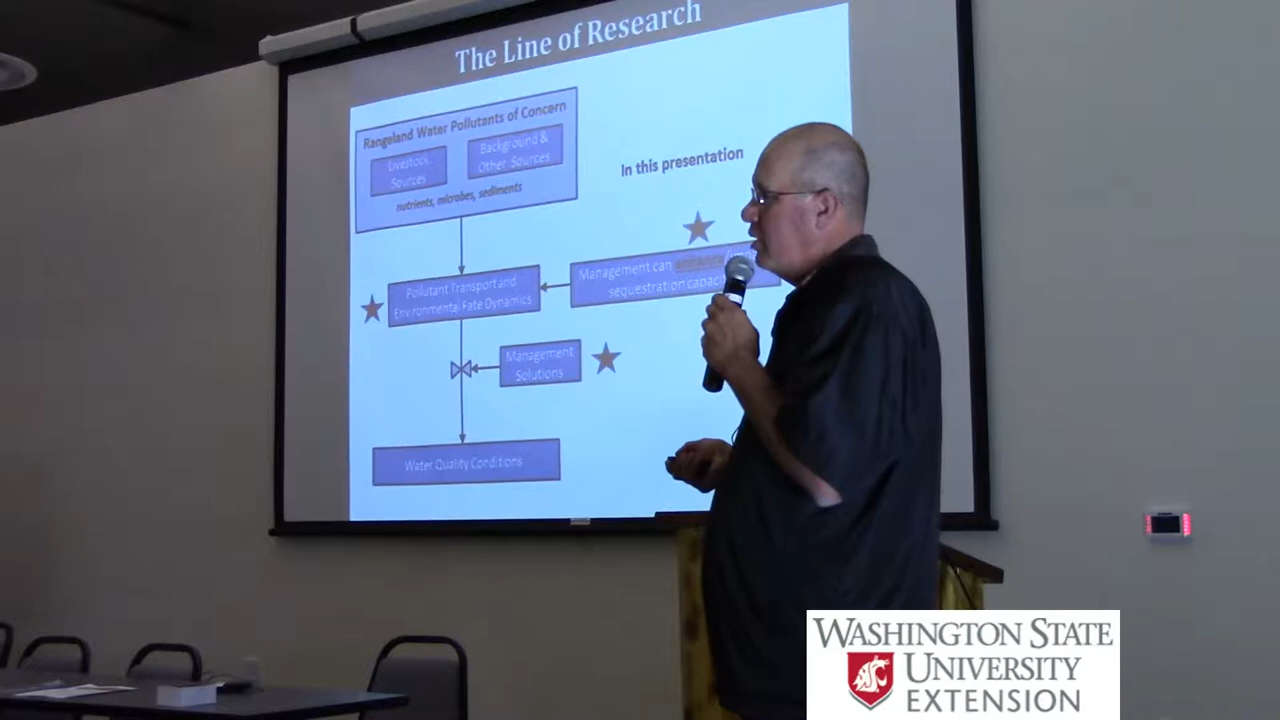 The Line of Research
Rangeland Water Pollutants of Concern
Livestock
Sources
Background &
Other Sources
nutrients, microbes, sediments
In this presentation
Management can enhance
sequestration
Pollutant Transport and
Environmental Fate Dynamics
Management
Solutions
Water Quality Conditions
WASHINGTON STATE
UNIVERSITY
EXTENSION